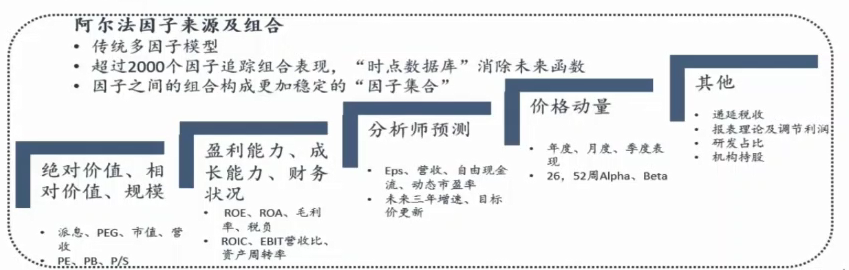 阿尔法因子来源及组合
• 传统多因子模型
• 超过2000个因子追踪组合表现，“时点数据库”消除未来函数
• 因子之间的组合构成更加稳定的“因子集合”
绝对价值、相
对价值、规模
• 派息、PEG、市值、营
收
• PE、PB、P/S
盈利能力、成
长能力、财务
状况
• ROE、ROA、毛利
率、税负
• ROIC、EBIT营收比、
资产周转率
分析师预测
• Eps、营收、自由现金
流、动态市盈率
• 未来三年增速、目标
价更新
价格动量
• 年度、月度、季度表
现
• 26，52周Alpha、Beta
其他
• 递延税收
• 报表理论及调节利润
• 研发占比
• 机构持股